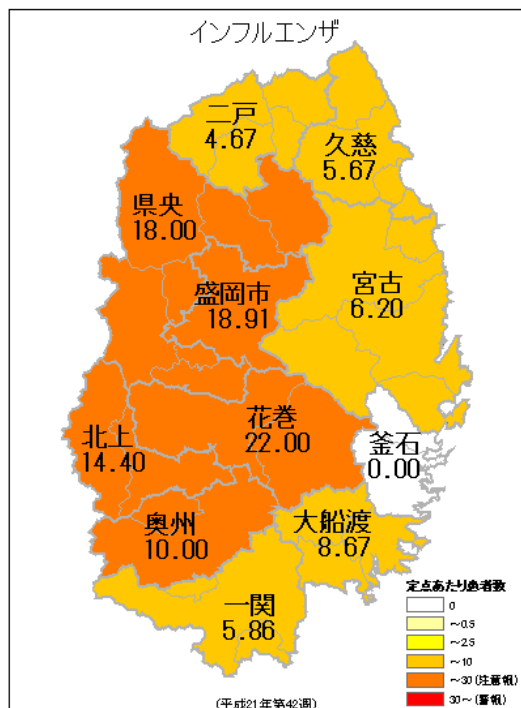 インフルエンザ
二戸
4.67
久慈
5.67
県央
18.00
盛岡市
18.91
宮古
6.20
花巻
22.00
北上
14.40
釜石
0.00
奥州
10.00
大船渡
8.67
一関
5.86
定点あたり患者数
0
～0.5
～2.5
～10
～30(注意報)
30～(警報)
(平成21年第42週)